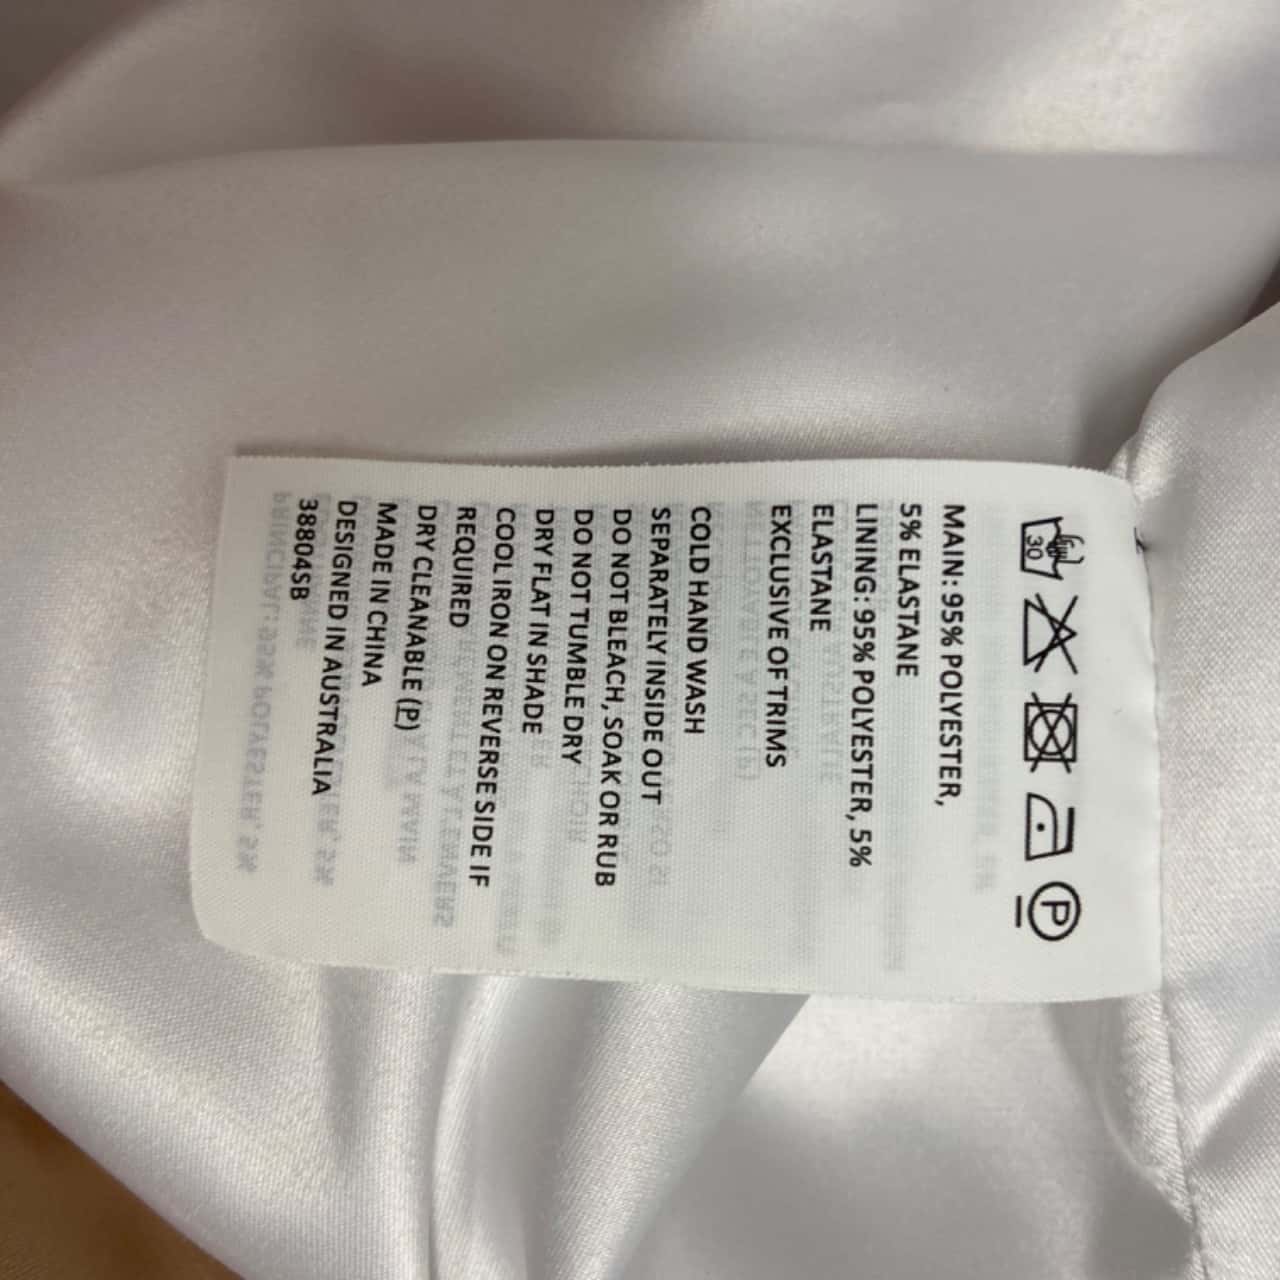 30 P
MAIN: 95% POLYESTER,
5% ELASTANE
LINING: 95% POLYESTER, 5%
ELASTANE
EXCLUSIVE OF TRIMS
COLD HAND WASH
SEPARATELY INSIDE OUT
DO NOT BLEACH, SOAK OR RUB
DO NOT TUMBLE DRY
DRY FLAT IN SHADE
COOL IRON ON REVERSE SIDE IF
REQUIRED
DRY CLEANABLE (P)
MADE IN CHINA
DESIGNED IN AUSTRALIA
38804SB